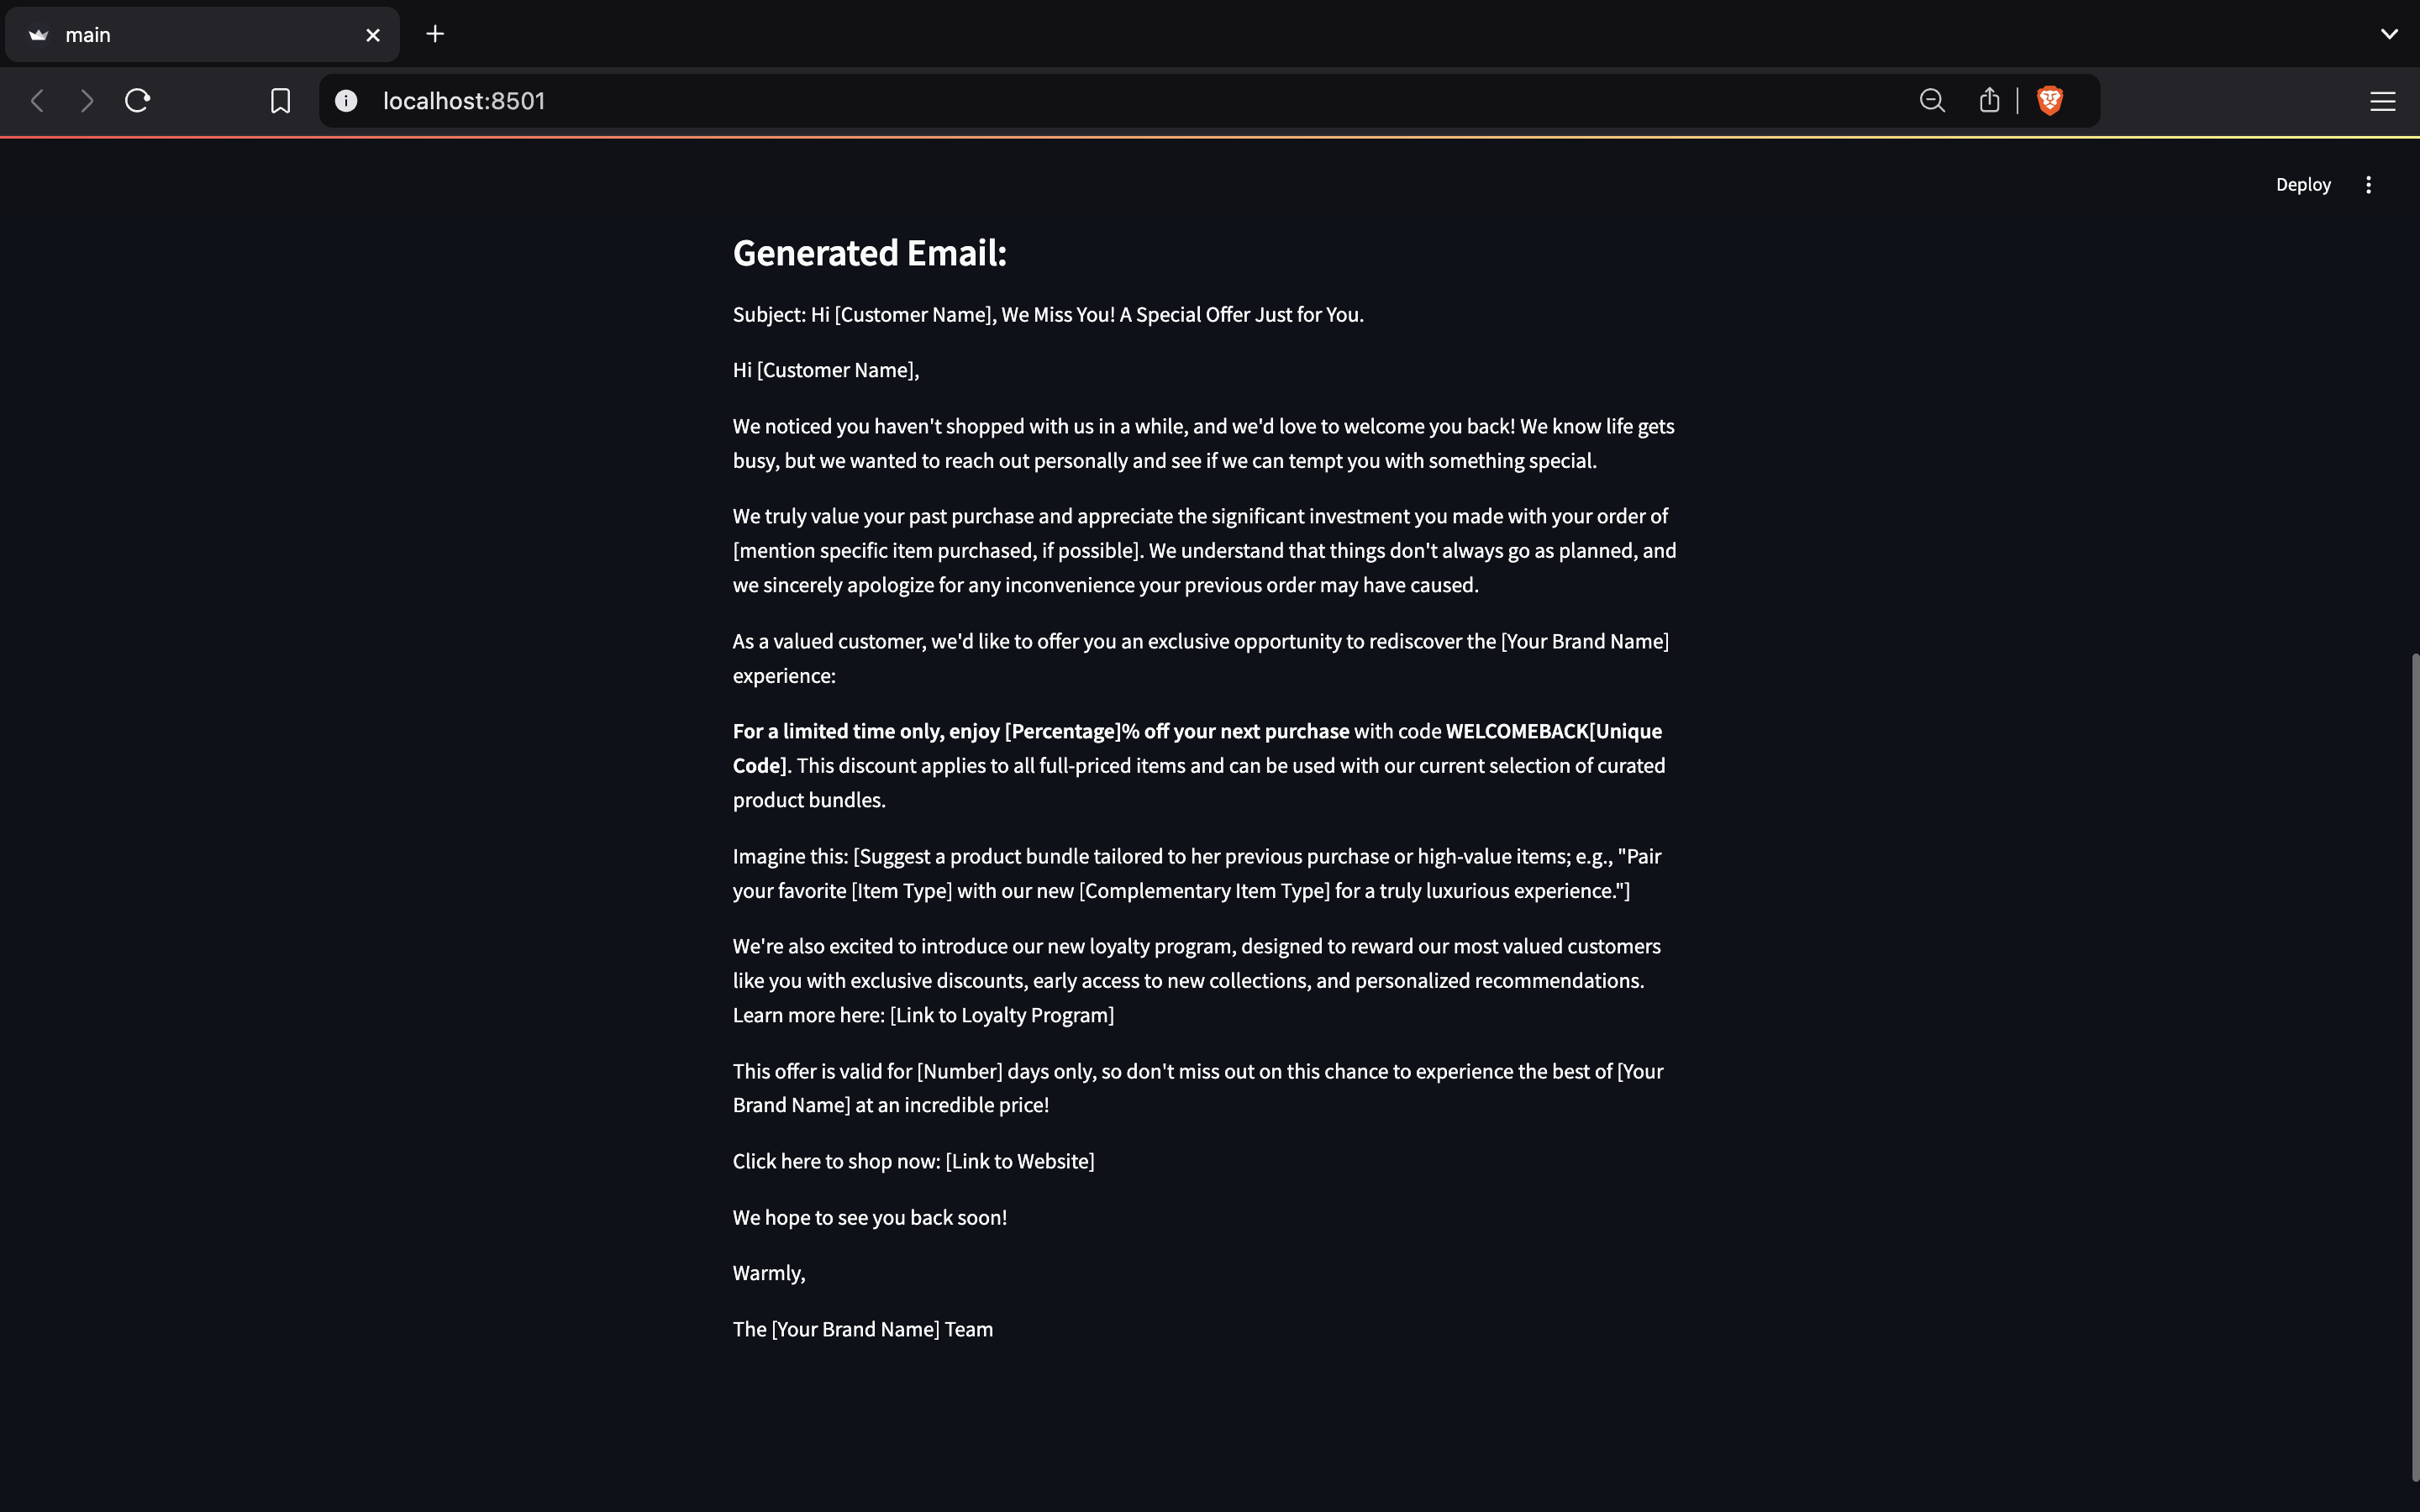 main
localhost:8501
Deploy
Generated Email:
Subject: Hi [Customer Name], We Miss You! A Special Offer Just for You.
Hi [Customer Name],
We noticed you haven't shopped with us in a while, and we'd love to welcome you back! We know life gets
busy, but we wanted to reach out personally and see if we can tempt you with something special.
We truly value your past purchase and appreciate the significant investment you made with your order of
[mention specific item purchased, if possible]. We understand that things don't always go as planned, and
we sincerely apologize for any inconvenience your previous order may have caused.
As a valued customer, we'd like to offer you an exclusive opportunity to rediscover the [Your Brand Name]
experience:
For a limited time only, enjoy [Percentage]% off your next purchase with code WELCOMEBACK[Unique
Code]. This discount applies to all full-priced items and can be used with our current selection of curated
product bundles.
Imagine this: [Suggest a product bundle tailored to her previous purchase or high-value items; e.g., "Pair
your favorite [Item Type] with our new [Complementary Item Type] for a truly luxurious experience."]
We're also excited to introduce our new loyalty program, designed to reward our most valued customers
like you with exclusive discounts, early access to new collections, and personalized recommendations.
Learn more here: [Link to Loyalty Program]
This offer is valid for [Number] days only, so don't miss out on this chance to experience the best of [Your
Brand Name] at an incredible price!
Click here to shop now: [Link to Website]
We hope to see you back soon!
Warmly,
The [Your Brand Name] Team